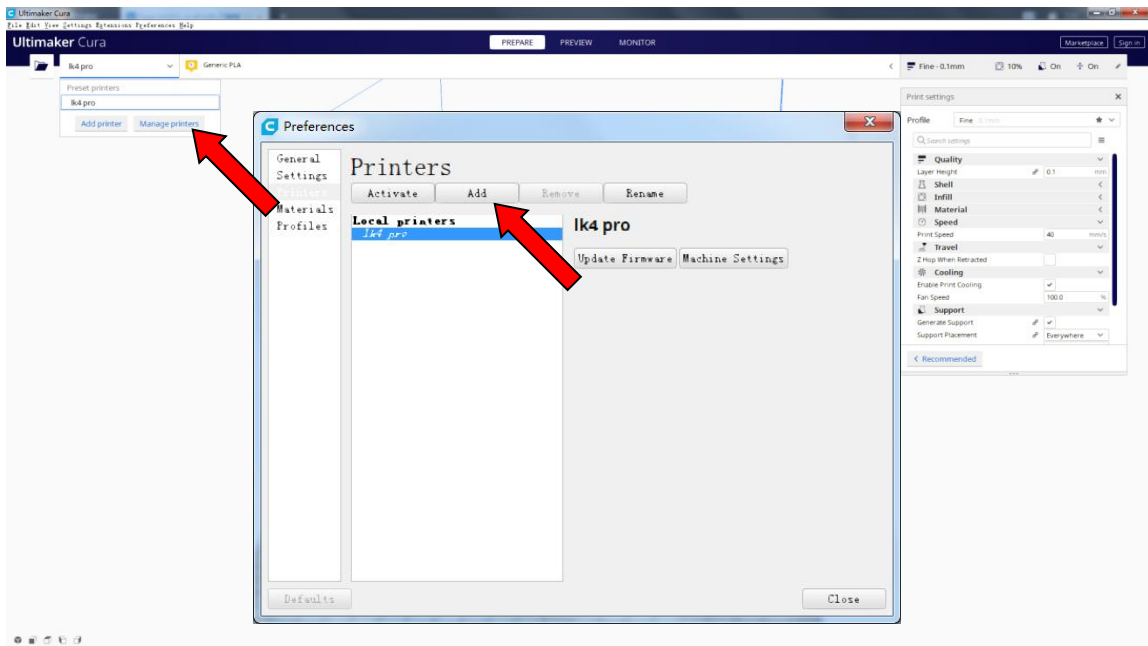 Ultimaker Cura
File Edit View Settings Extensions Preferences Help
Ultimaker Cura PREPARE PREVIEW MONITOR Marketplace Sign in
lk4 pro Generic PLA Fine - 0.1mm 10% On On
Preset printers
lk4 pro
Add printer Manage printers
Preferences
General
Settings
Printers
Materials
Profiles
Printers
Activate Add Remove Rename
Local printers
lk4 pro
lk4 pro
Update Firmware Machine Settings
Defaults Close
Print settings
Profile Fine 0.1mm
Search settings
Quality
Layer Height 0.1 mm
Shell
Infill
Material
Speed
Print Speed 40 mm/s
Travel
Z Hop When Retracted
Cooling
Enable Print Cooling
Fan Speed 100.0 %
Support
Generate Support
Support Placement Everywhere
Recommended